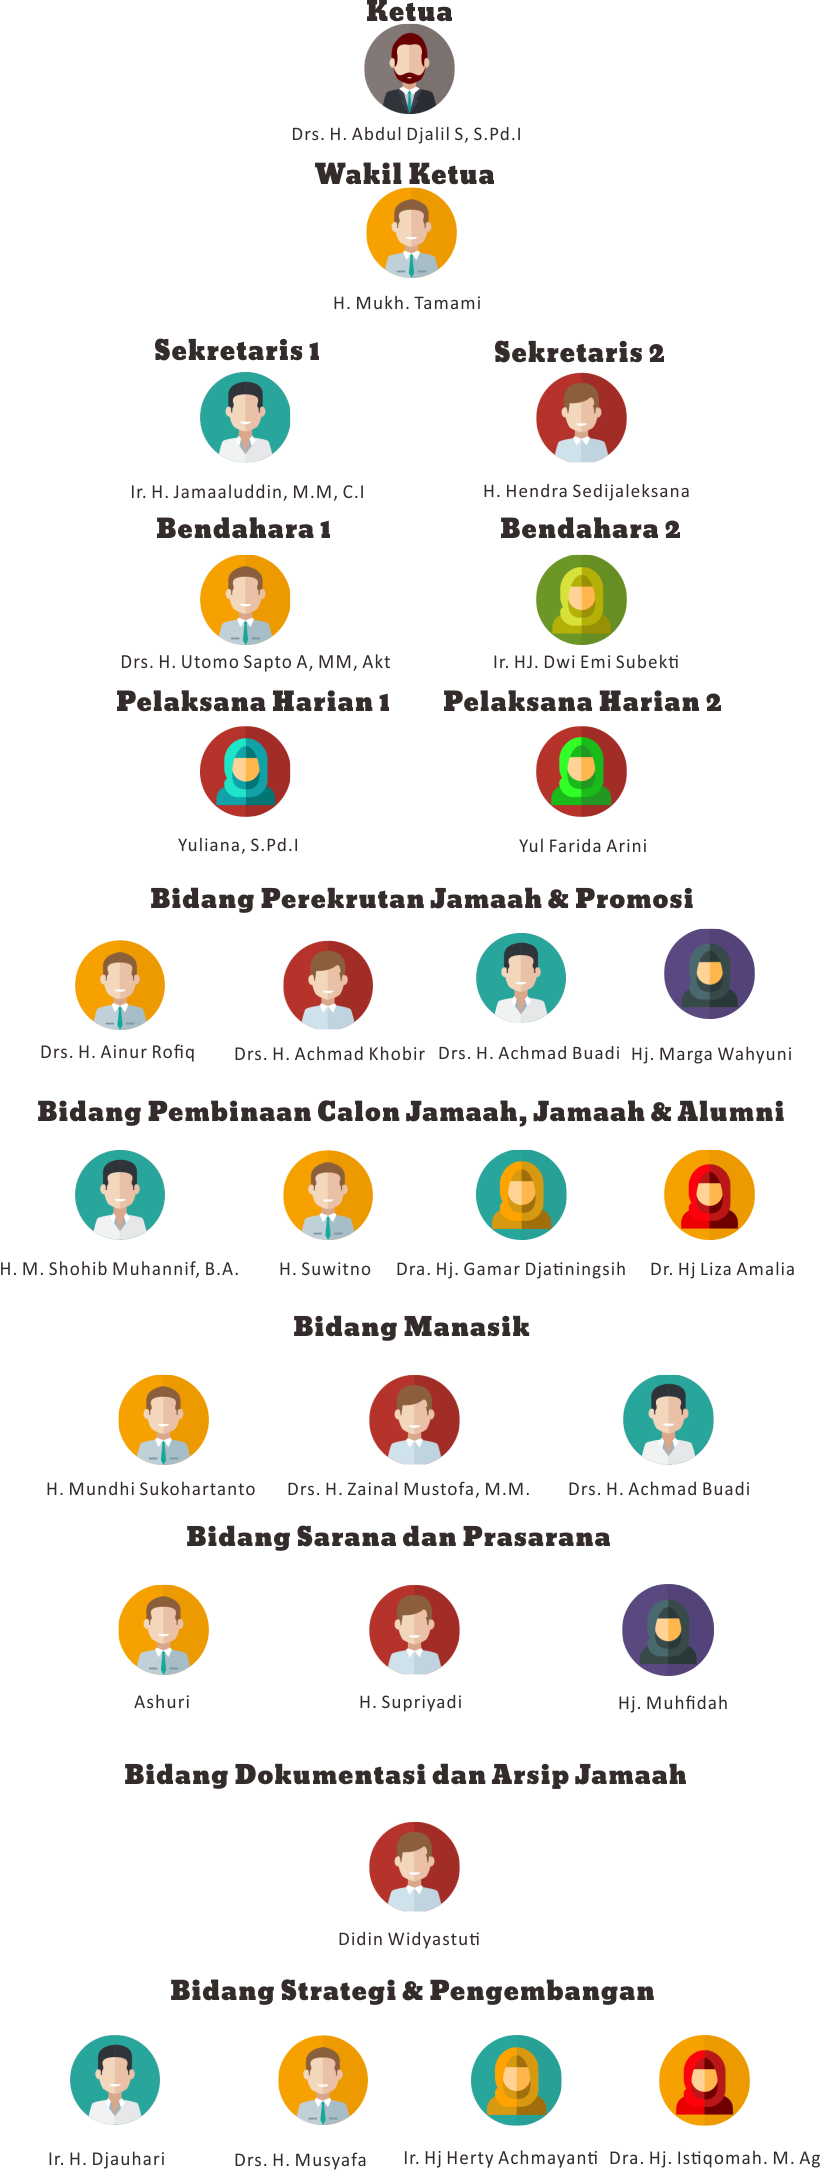 Ketua
Drs. H. Abdul Djalil S, S.Pd.I
Wakil Ketua
H. Mukh. Tamami
Sekretaris 1
Sekretaris 2
Ir. H. Jamaaluddin, M.M, C.I
H. Hendra Sedijaleksana
Bendahara 1
Bendahara 2
Drs. H. Utomo Sapto A, MM, Akt
Ir. HJ. Dwi Emi Subekti
Pelaksana Harian 1
Pelaksana Harian 2
Yuliana, S.Pd.I
Yul Farida Arini
Bidang Perekrutan Jamaah & Promosi
Drs. H. Ainur Rofiq
Drs. H. Achmad Khobir
Drs. H. Achmad Buadi
Hj. Marga Wahyuni
Bidang Pembinaan Calon Jamaah, Jamaah & Alumni
H. M. Shohib Muhannif, B.A.
H. Suwitno
Dra. Hj. Gamar Djatiningsih
Dr. Hj Liza Amalia
Bidang Manasik
H. Mundhi Sukohartanto
Drs. H. Zainal Mustofa, M.M.
Drs. H. Achmad Buadi
Bidang Sarana dan Prasarana
Ashuri
H. Supriyadi
Hj. Muhfidah
Bidang Dokumentasi dan Arsip Jamaah
Didin Widyastuti
Bidang Strategi & Pengembangan
Ir. H. Djauhari
Drs. H. Musyafa
Ir. Hj Herty Achmayanti
Dra. Hj. Istiqomah. M. Ag